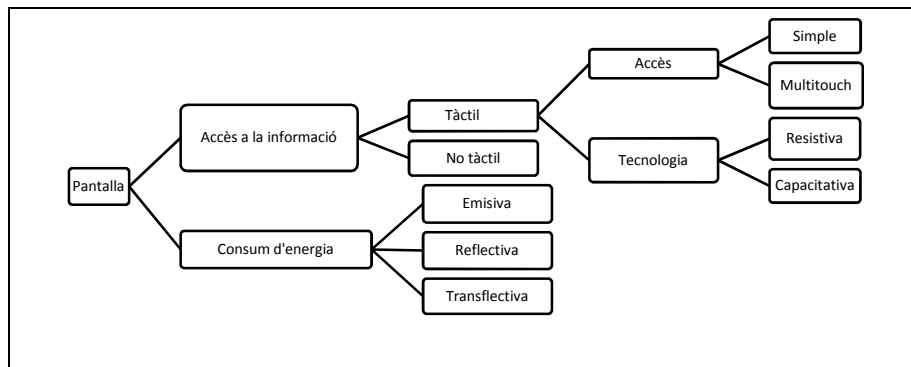 Pantalla
Accès a la informació
Tàctil
Accès
Simple
Multitouch
Tecnologia
Resistiva
Capacitativa
No tàctil
Consum d'energia
Emisiva
Reflectiva
Transflectiva